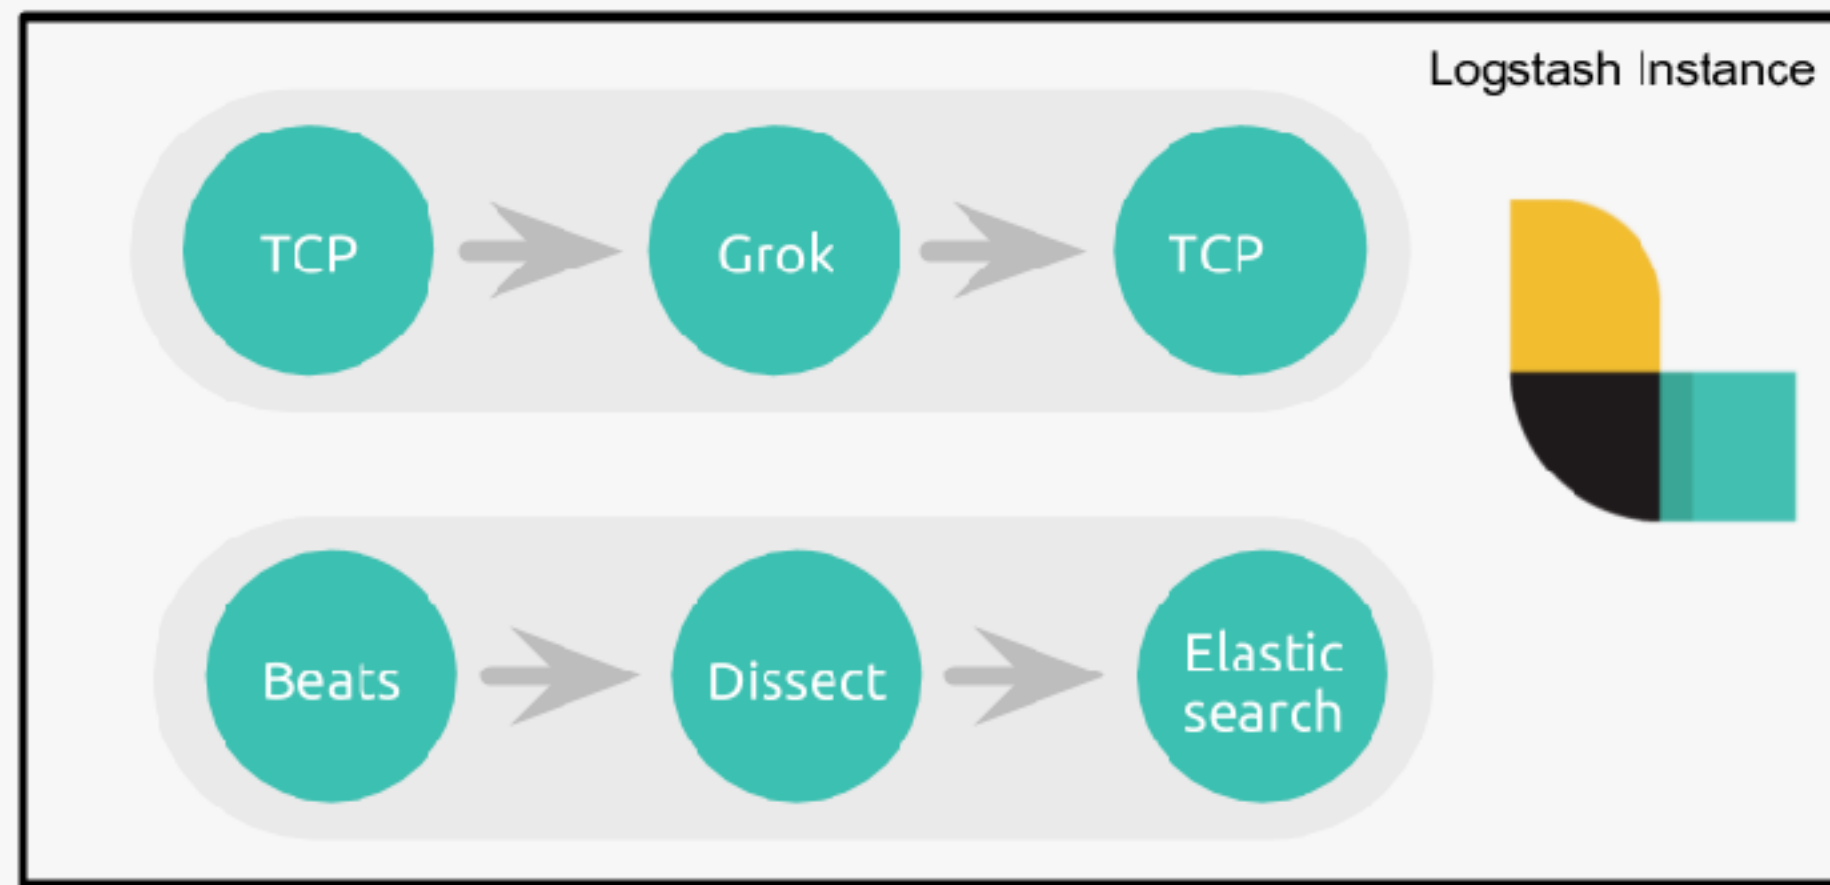 Logstash Instance
TCP
Grok
TCP
Beats
Dissect
Elastic
search